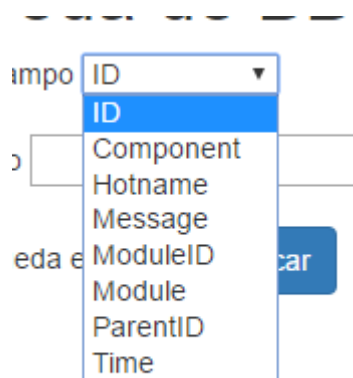 ampo ID
ID
Component
Hotname
Message
ModuleID
eda e car
Module
ParentID
Time